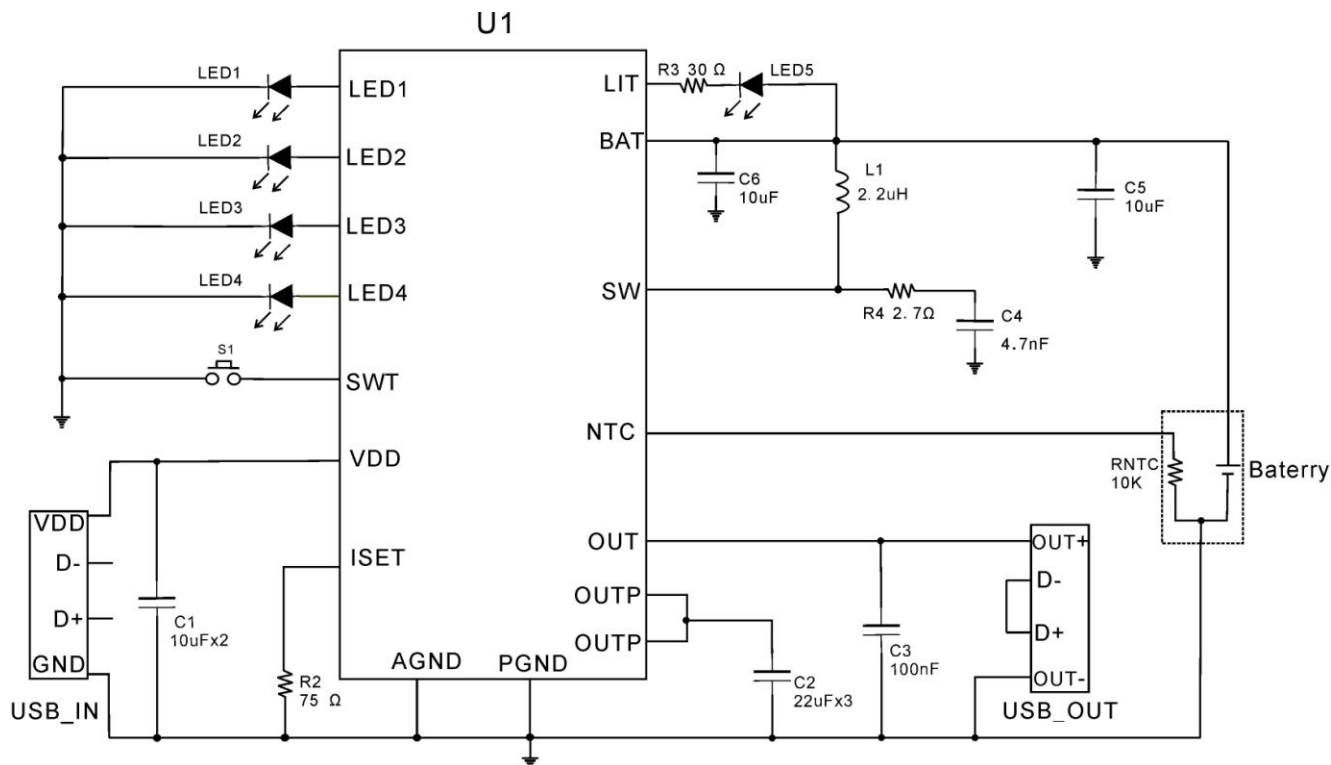 U1
LED1
LED1
LED2
LED2
LED3
LED3
LED4
LED4
S1
SWT
VDD
ISET
AGND
PGND
LIT
BAT
SW
NTC
OUT
OUTP
OUTP
R3 30 Ω
LED5
C6
10uF
L1
2.2uH
C5
10uF
R4 2.7Ω
C4
4.7nF
RNTC
10K
Baterry
VDD
D-
D+
GND
USB_IN
C1
10uFx2
R2
75 Ω
C2
22uFx3
C3
100nF
OUT+
D-
D+
OUT-
USB_OUT